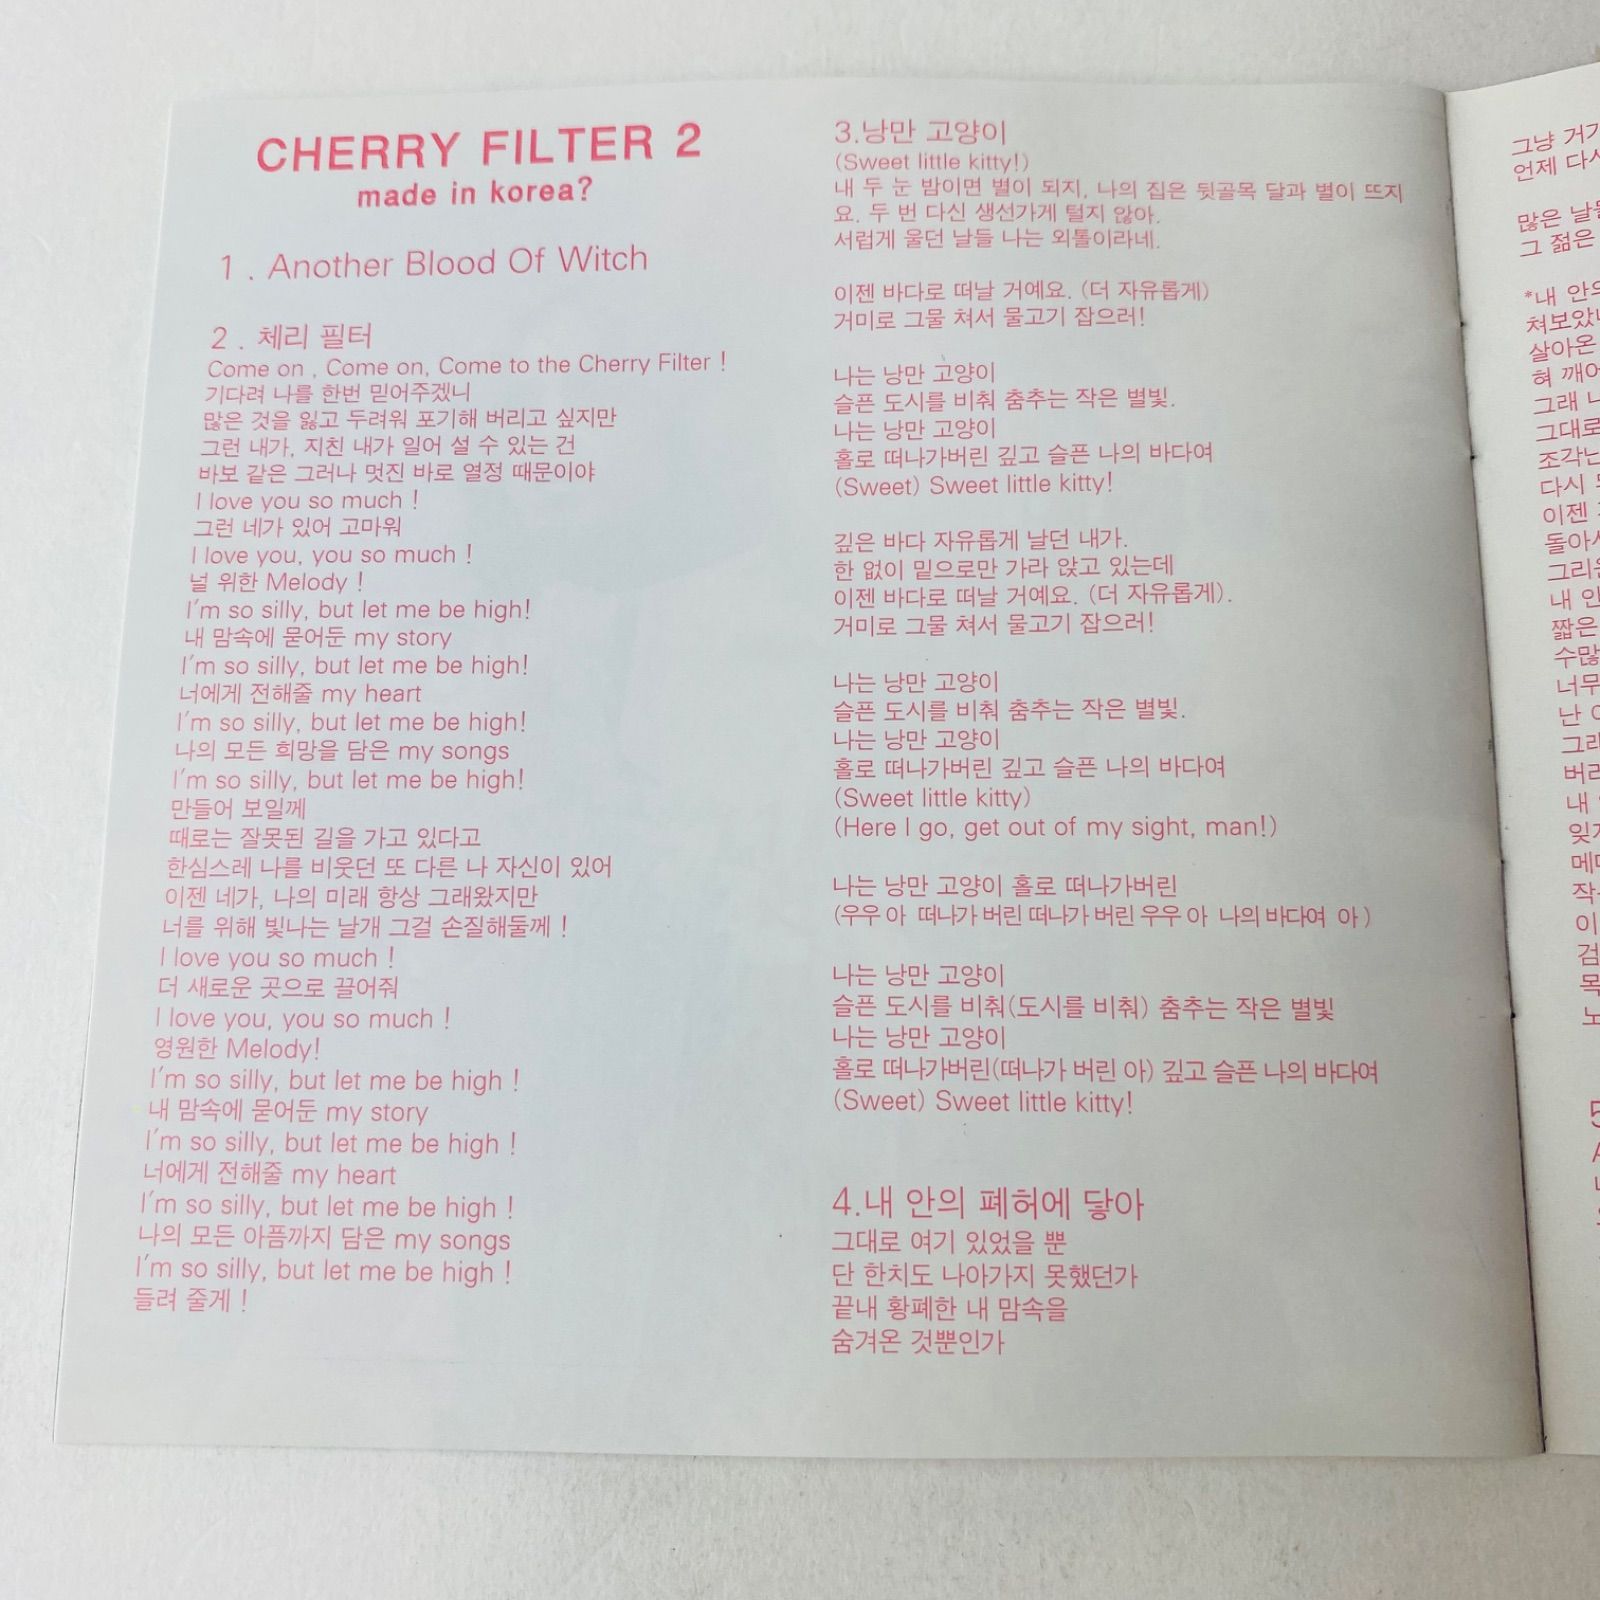 CHERRY FILTER 2
made in korea?
1 . Another Blood Of Witch
2 . 체리 필터
Come on , Come on, Come to the Cherry Filter !
기다려 나를 한번 믿어주겠니
많은 것을 잃고 두려워 포기해 버리고 싶지만
그런 내가, 지친 내가 일어 설 수 있는 건
바보 같은 그러나 멋진 바로 열정 때문이야
I love you so much !
그런 네가 있어 고마워
I love you, you so much !
널 위한 Melody !
I'm so silly, but let me be high!
내 맘속에 묻어둔 my story
I'm so silly, but let me be high!
너에게 전해줄 my heart
I'm so silly, but let me be high!
나의 모든 희망을 담은 my songs
I'm so silly, but let me be high!
만들어 보일께
때로는 잘못된 길을 가고 있다고
한심스레 나를 비웃던 또 다른 나 자신이 있어
이젠 네가, 나의 미래 항상 그래왔지만
너를 위해 빛나는 날개 그걸 손질해둘께 !
I love you so much !
더 새로운 곳으로 끌어줘
I love you, you so much !
영원한 Melody!
I'm so silly, but let me be high !
내 맘속에 묻어둔 my story
I'm so silly, but let me be high !
너에게 전해줄 my heart
I'm so silly, but let me be high !
나의 모든 아픔까지 담은 my songs
I'm so silly, but let me be high !
들려 줄게 !
3.낭만 고양이
(Sweet little kitty!)
내 두 눈 밤이면 별이 되지, 나의 집은 뒷골목 달과 별이 뜨지
요. 두 번 다신 생선가게 털지 않아.
서럽게 울던 날들 나는 외톨이라네.
이젠 바다로 떠날 거예요. (더 자유롭게)
거미로 그물 쳐서 물고기 잡으러!
나는 낭만 고양이
슬픈 도시를 비춰 춤추는 작은 별빛.
나는 낭만 고양이
홀로 떠나가버린 깊고 슬픈 나의 바다여
(Sweet) Sweet little kitty!
깊은 바다 자유롭게 날던 내가.
한 없이 밑으로만 가라 앉고 있는데
이젠 바다로 떠날 거예요. (더 자유롭게).
거미로 그물 쳐서 물고기 잡으러!
나는 낭만 고양이
슬픈 도시를 비춰 춤추는 작은 별빛.
나는 낭만 고양이
홀로 떠나가버린 깊고 슬픈 나의 바다여
(Sweet little kitty)
(Here I go, get out of my sight, man!)
나는 낭만 고양이 홀로 떠나가버린
(우우 아 떠나가 버린 떠나가 버린 우우 아 나의 바다여 아 )
나는 낭만 고양이
슬픈 도시를 비춰(도시를 비춰) 춤추는 작은 별빛
나는 낭만 고양이
홀로 떠나가버린(떠나가 버린 아) 깊고 슬픈 나의 바다여
(Sweet) Sweet little kitty!
4.내 안의 폐허에 닿아
그대로 여기 있었을 뿐
단 한치도 나아가지 못했던가
끝내 황폐한 내 맘속을
숨겨온 것뿐인가
그냥
언제
많은
그 젊은
*내
살아온
혀
그래
다시
이젠
내
짧은
난
내